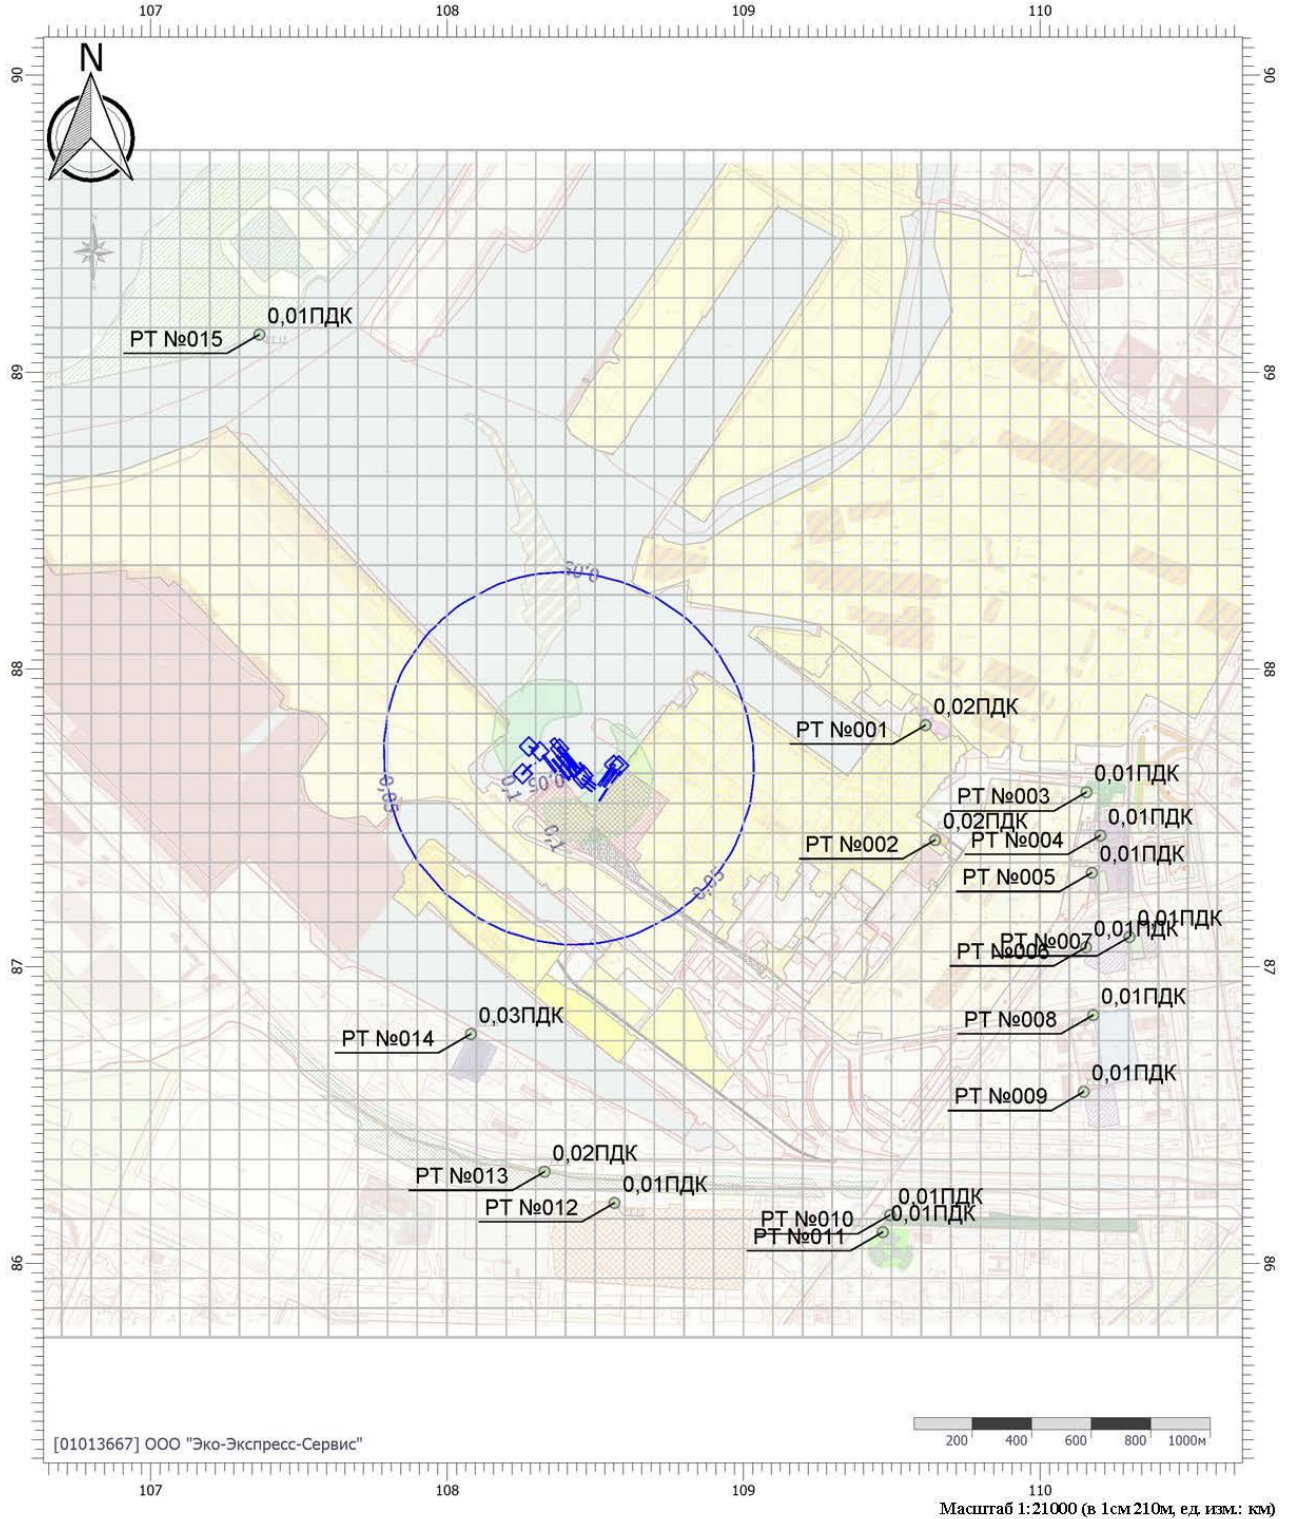 107 108 109 110
N
90 90
0,01ПДК
РТ №015
89 89
0,05
88 88
0,02ПДК
РТ №001
0,01ПДК
РТ №003
0,05
0,1
0,05
0,02ПДК
0,01ПДК
РТ №002
РТ №004
0,1
0,01ПДК
РТ №005
0,05
0,01ПДК
0,01ПДК
РТ №007
РТ №006
87 87
0,01ПДК
0,03ПДК
РТ №008
РТ №014
0,01ПДК
РТ №009
0,02ПДК
РТ №013
0,01ПДК
РТ №012
0,01ПДК
0,01ПДК
РТ №010
РТ №011
86 86
200 400 600 800 1000м
[01013667] ООО "Эко-Экспресс-Сервис"
107 108 109 110
Масштаб 1:21000 (в 1см 210м, ед. изм.: км)